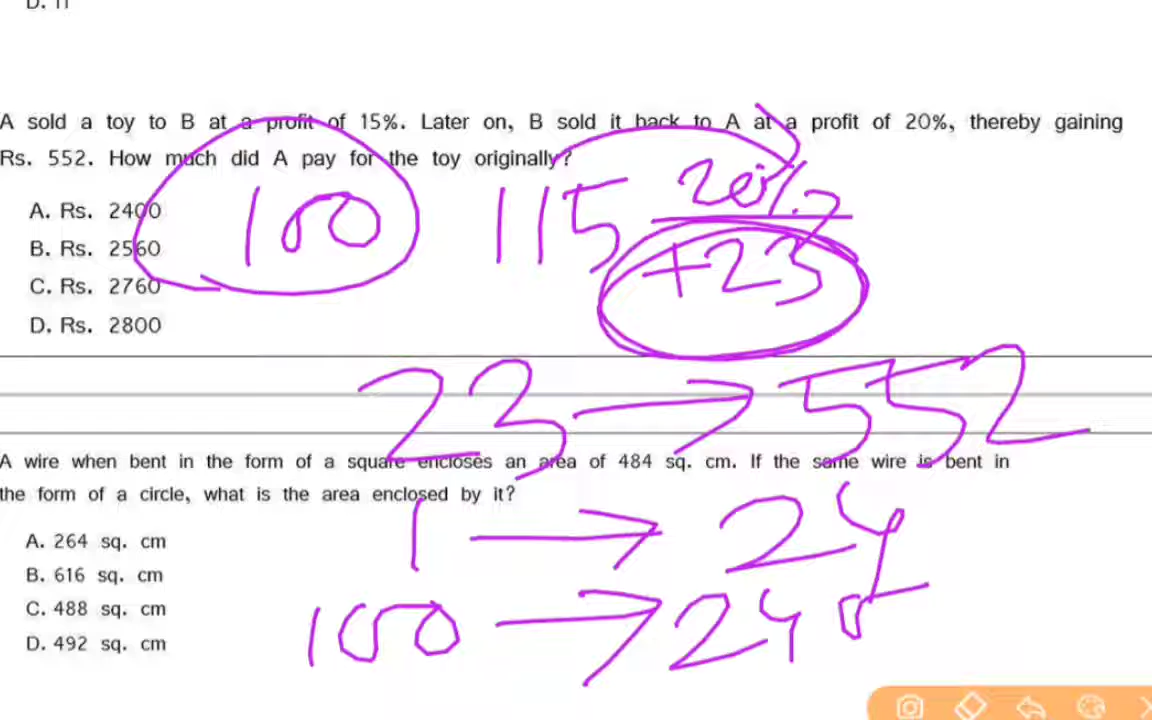 D. 11
A sold a toy to B at a profit of 15%. Later on, B sold it back to A at a profit of 20%, thereby gaining
Rs. 552. How much did A pay for the toy originally?
A. Rs. 2400
B. Rs. 2560
C. Rs. 2760
D. Rs. 2800
100 115 20%
+23
23 → 552
A wire when bent in the form of a square encloses an area of 484 sq. cm. If the same wire is bent in
the form of a circle, what is the area enclosed by it?
A. 264 sq. cm
B. 616 sq. cm
C. 488 sq. cm
D. 492 sq. cm
1 → 24
100 → 240